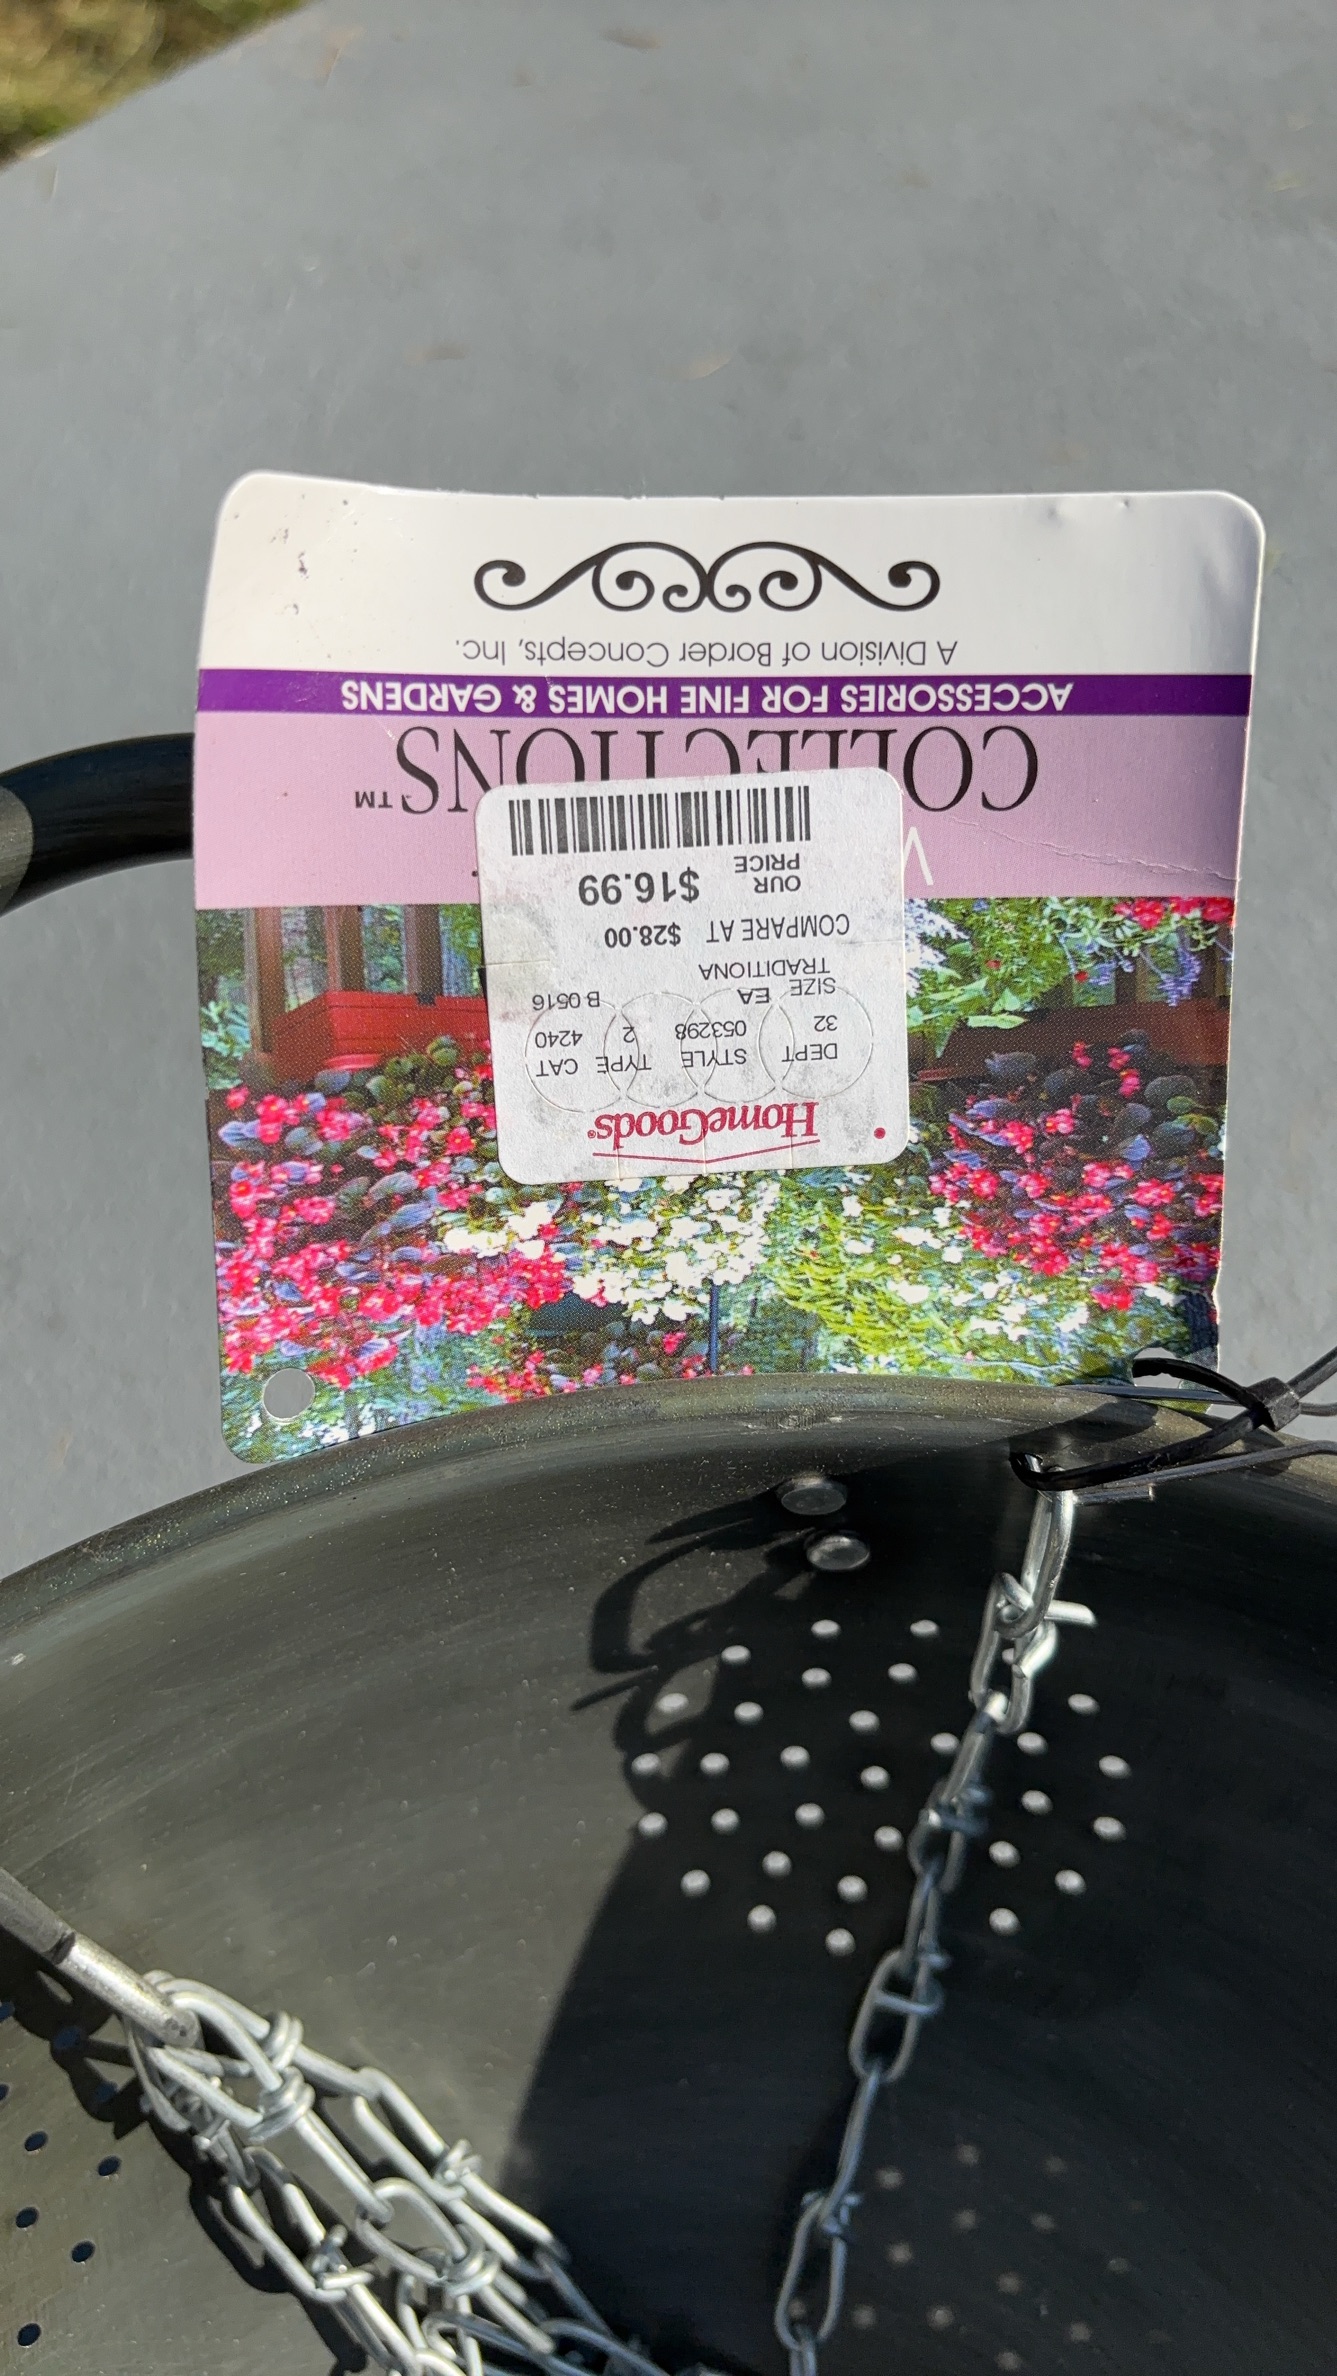 HomeGoods®
DEPT STYLE TYPE CAT
32 053298 2 4240
SIZE EA B 0516
TRADITIONA
COMPARE AT $28.00
OUR PRICE $16.99
COLLECTIONS™
ACCESSORIES FOR FINE HOMES & GARDENS
A Division of Border Concepts, Inc.